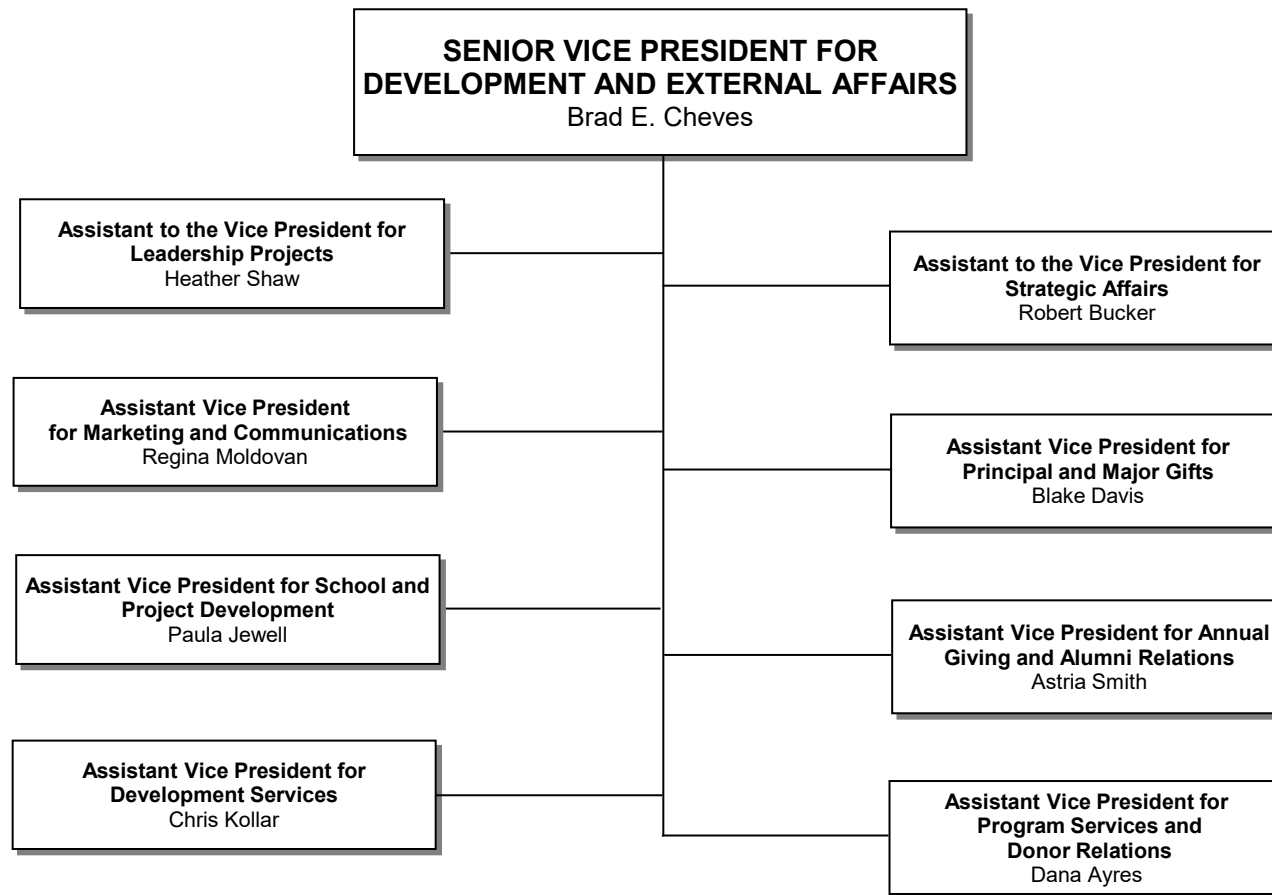 SENIOR VICE PRESIDENT FOR
DEVELOPMENT AND EXTERNAL AFFAIRS
Brad E. Cheves
Assistant to the Vice President for
Leadership Projects
Heather Shaw
Assistant to the Vice President for
Strategic Affairs
Robert Bucker
Assistant Vice President
for Marketing and Communications
Regina Moldovan
Assistant Vice President for
Principal and Major Gifts
Blake Davis
Assistant Vice President for School and
Project Development
Paula Jewell
Assistant Vice President for Annual
Giving and Alumni Relations
Astria Smith
Assistant Vice President for
Development Services
Chris Kollar
Assistant Vice President for
Program Services and
Donor Relations
Dana Ayres